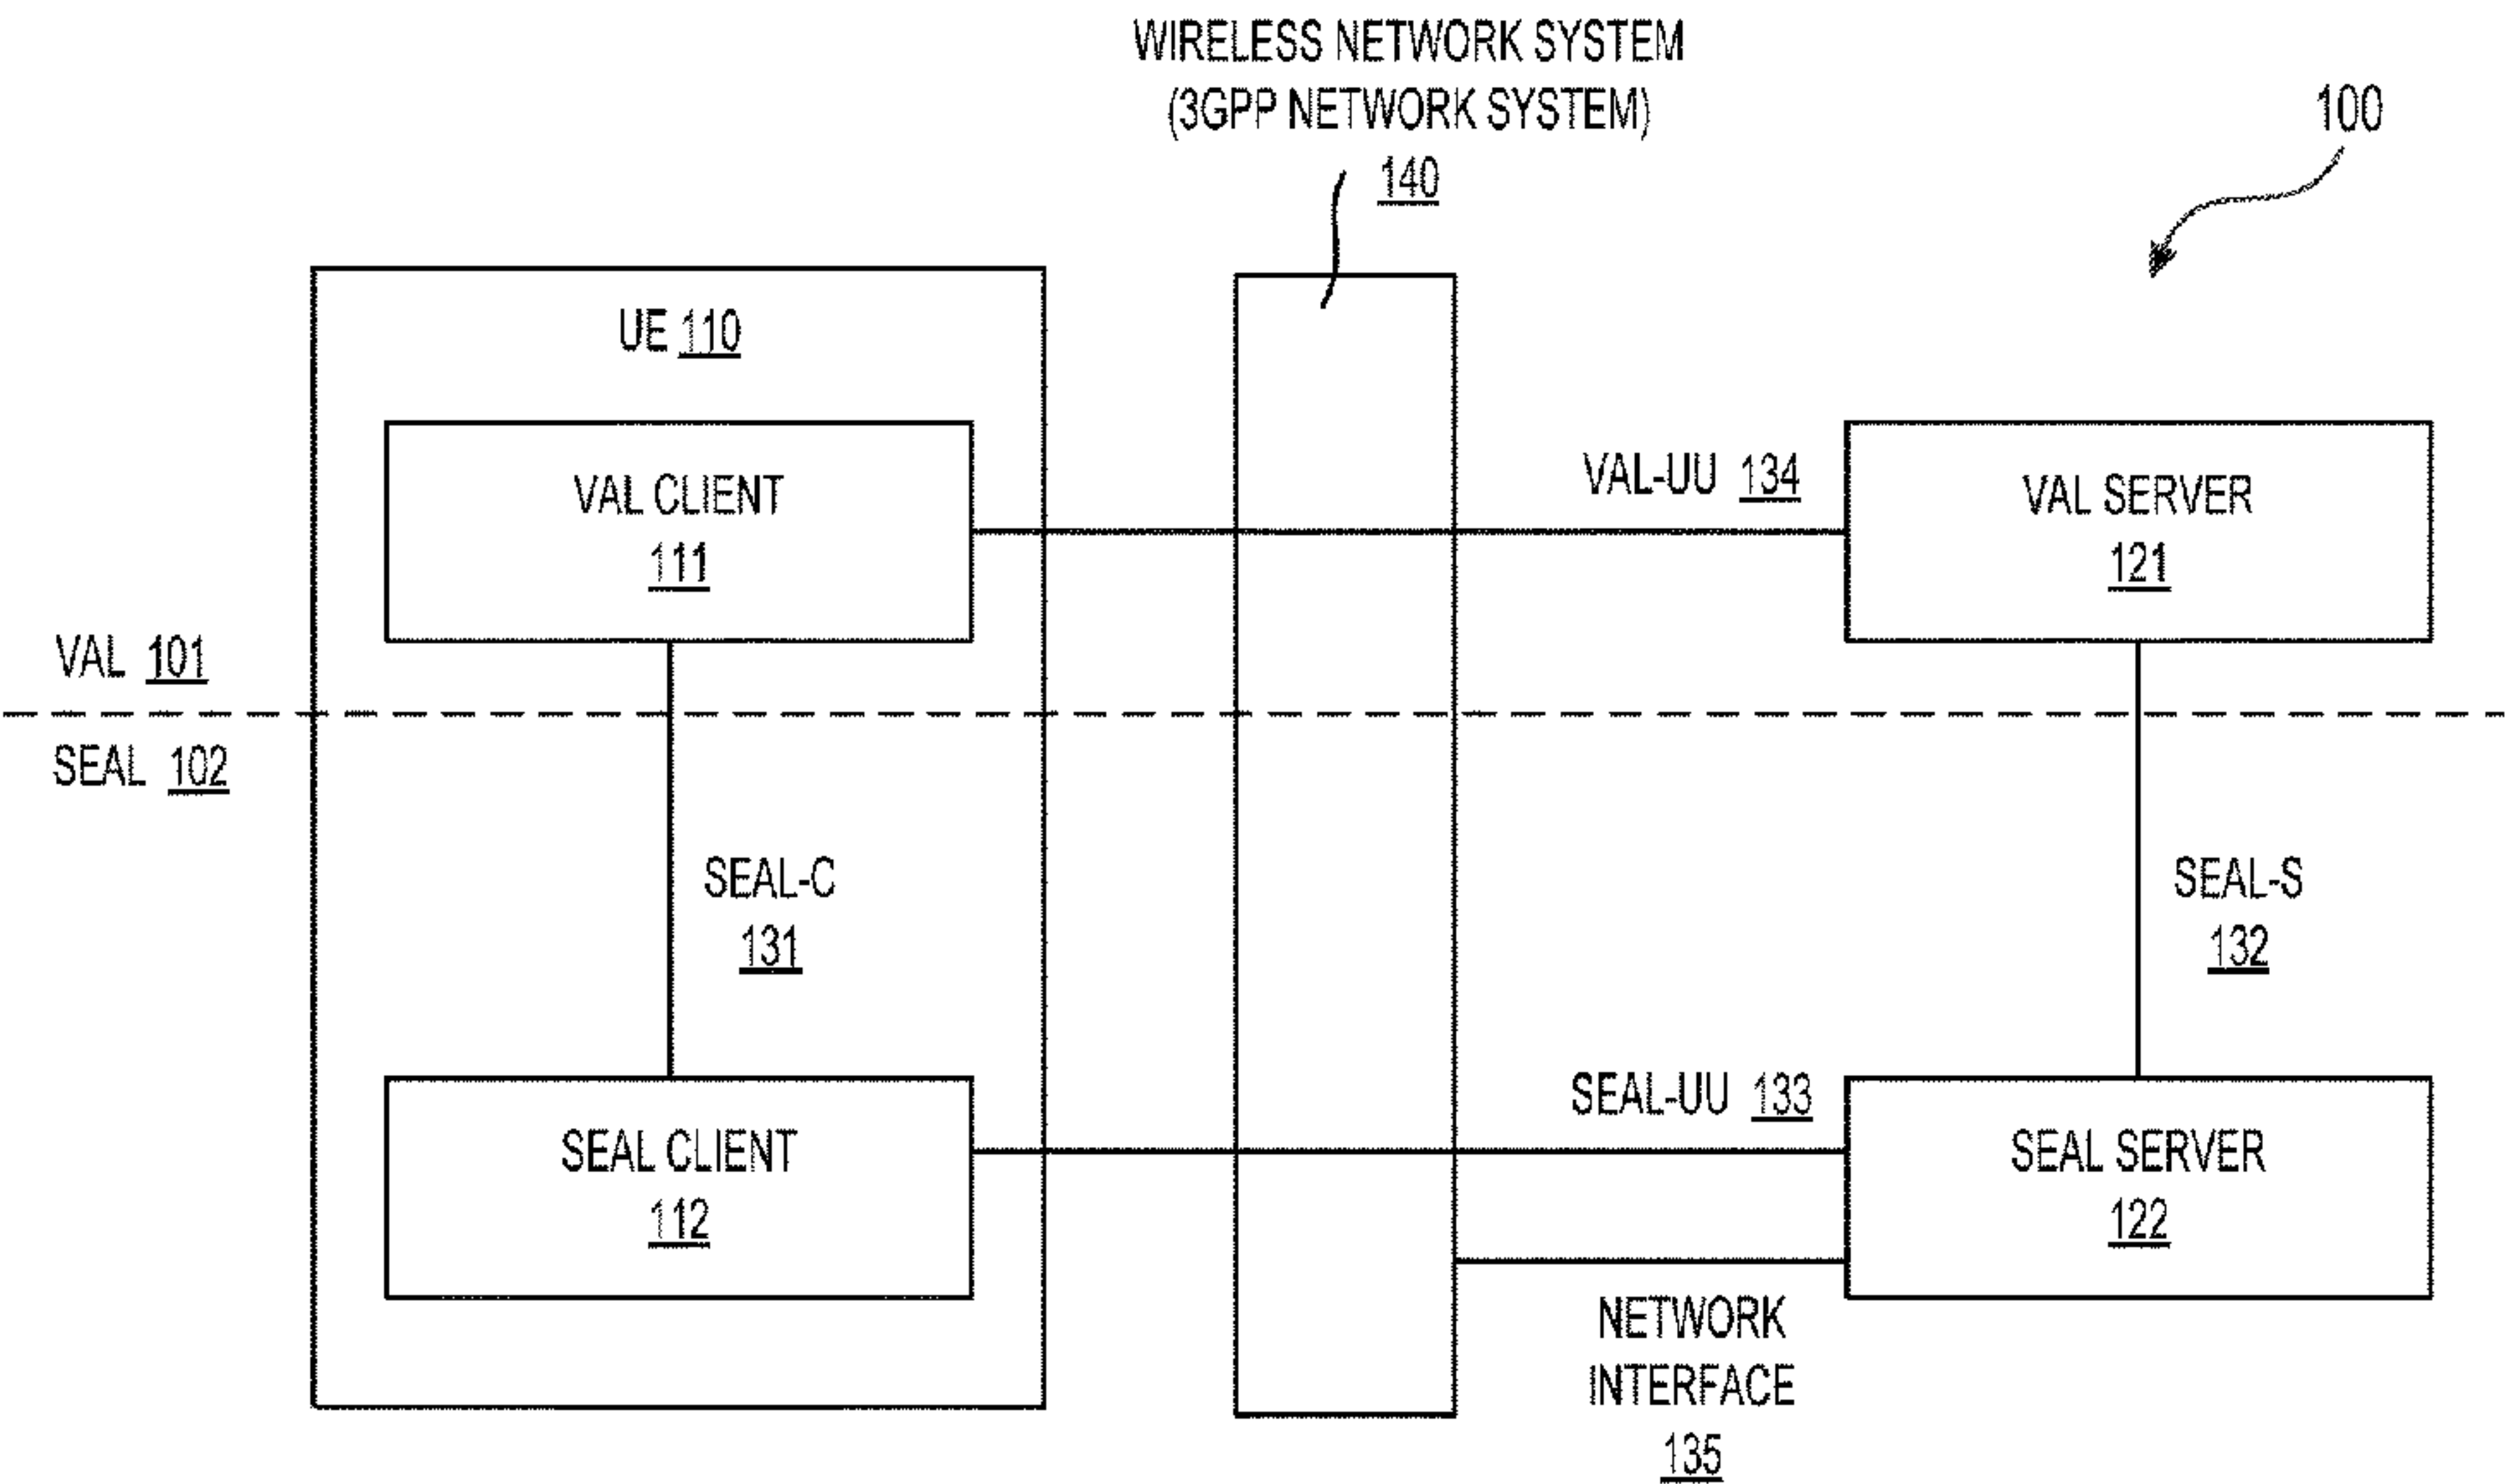 WIRELESS NETWORK SYSTEM
(3GPP NETWORK SYSTEM)
140
100
UE 110
VAL CLIENT
111
VAL-UU 134
VAL SERVER
121
VAL 101
SEAL 102
SEAL-C
131
SEAL-S
132
SEAL CLIENT
112
SEAL-UU 133
SEAL SERVER
122
NETWORK
INTERFACE
135